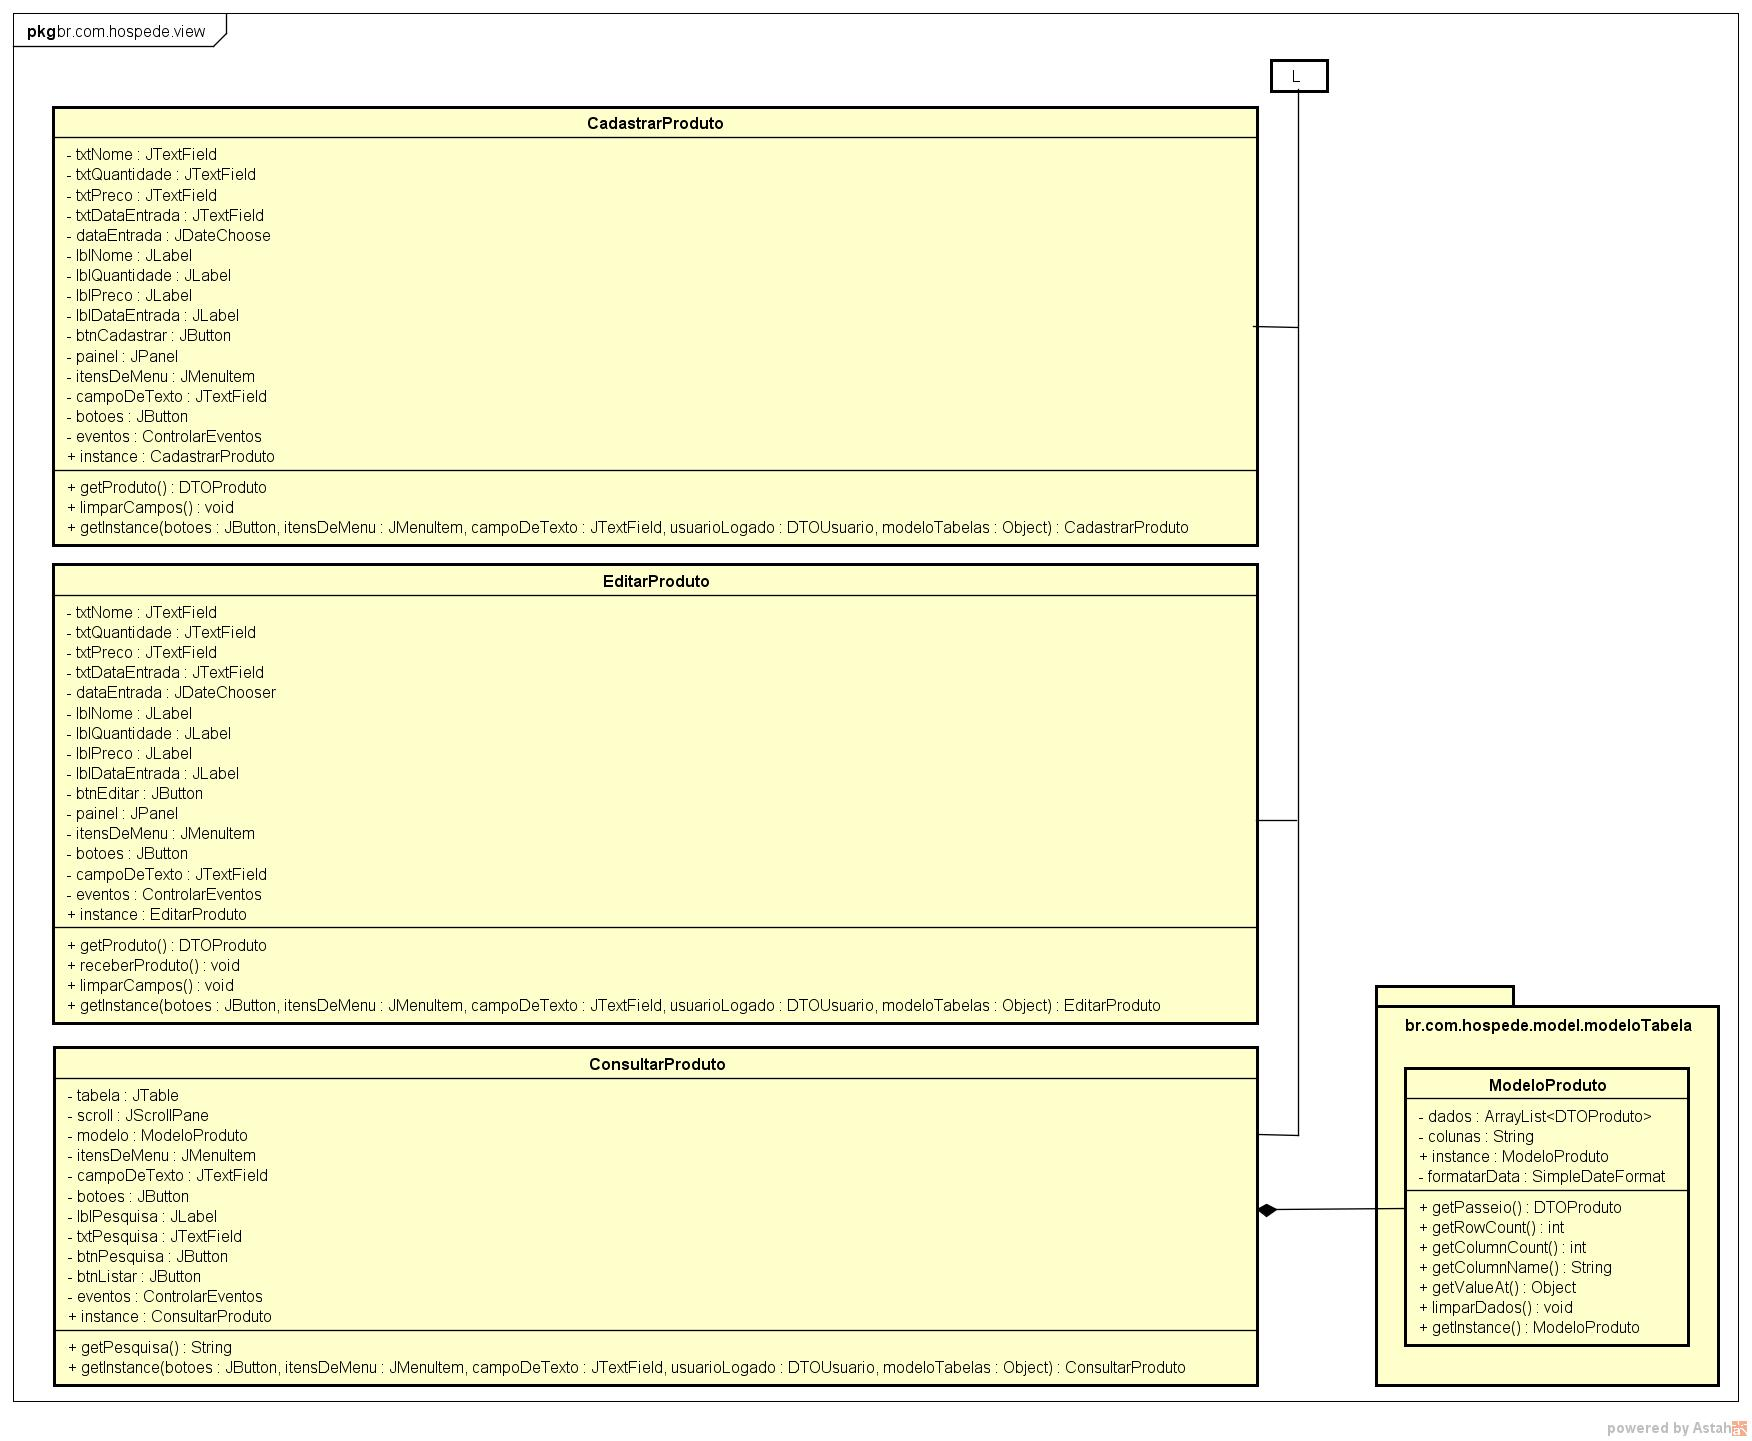 pkg br.com.hospede.view
L
CadastrarProduto
- txtNome : JTextField
- txtQuantidade : JTextField
- txtPreco : JTextField
- txtDataEntrada : JTextField
- dataEntrada : JDateChoose
- lblNome : JLabel
- lblQuantidade : JLabel
- lblPreco : JLabel
- lblDataEntrada : JLabel
- btnCadastrar : JButton
- painel : JPanel
- itensDeMenu : JMenuItem
- campoDeTexto : JTextField
- botoes : JButton
- eventos : ControlarEventos
+ instance : CadastrarProduto
+ getProduto() : DTOProduto
+ limparCampos() : void
+ getInstance(botoes : JButton, itensDeMenu : JMenuItem, campoDeTexto : JTextField, usuarioLogado : DTOUsuario, modeloTabelas : Object) : CadastrarProduto
EditarProduto
- txtNome : JTextField
- txtQuantidade : JTextField
- txtPreco : JTextField
- txtDataEntrada : JTextField
- dataEntrada : JDateChooser
- lblNome : JLabel
- lblQuantidade : JLabel
- lblPreco : JLabel
- lblDataEntrada : JLabel
- btnEditar : JButton
- painel : JPanel
- itensDeMenu : JMenuItem
- botoes : JButton
- campoDeTexto : JTextField
- eventos : ControlarEventos
+ instance : EditarProduto
+ getProduto() : DTOProduto
+ receberProduto() : void
+ limparCampos() : void
+ getInstance(botoes : JButton, itensDeMenu : JMenuItem, campoDeTexto : JTextField, usuarioLogado : DTOUsuario, modeloTabelas : Object) : EditarProduto
ConsultarProduto
- tabela : JTable
- scroll : JScrollPane
- modelo : ModeloProduto
- itensDeMenu : JMenuItem
- campoDeTexto : JTextField
- botoes : JButton
- lblPesquisa : JLabel
- txtPesquisa : JTextField
- btnPesquisa : JButton
- btnListar : JButton
- eventos : ControlarEventos
+ instance : ConsultarProduto
+ getPesquisa() : String
+ getInstance(botoes : JButton, itensDeMenu : JMenuItem, campoDeTexto : JTextField, usuarioLogado : DTOUsuario, modeloTabelas : Object) : ConsultarProduto
br.com.hospede.model.modeloTabela
ModeloProduto
- dados : ArrayList<DTOProduto>
- colunas : String
+ instance : ModeloProduto
- formatarData : SimpleDateFormat
+ getPasseio() : DTOProduto
+ getRowCount() : int
+ getColumnCount() : int
+ getColumnName() : String
+ getValueAt() : Object
+ limparDados() : void
+ getInstance() : ModeloProduto
powered by Astah